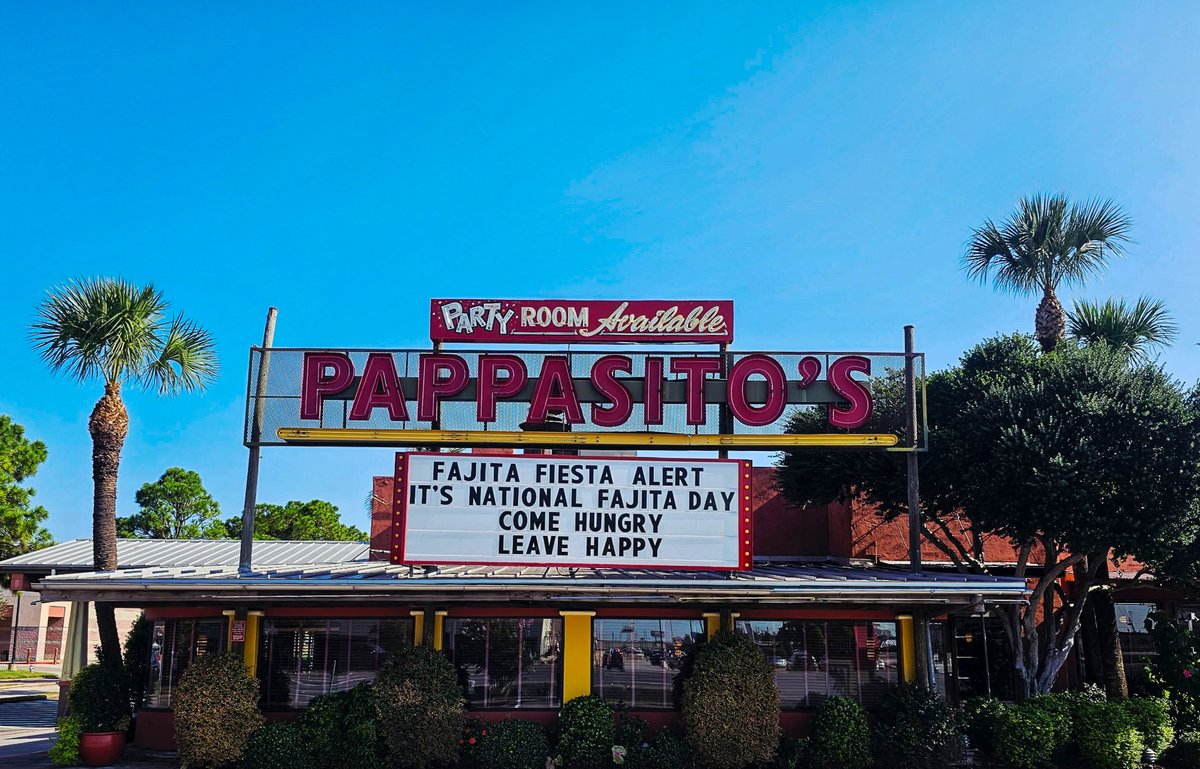 PARTY ROOM Available
PAPPASITO'S
FAJITA FIESTA ALERT
IT'S NATIONAL FAJITA DAY
COME HUNGRY
LEAVE HAPPY